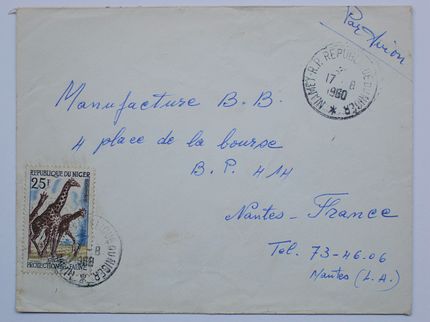 Par Avion
NIAMEY-R.P. REPUBLIQUE DU NIGER
17 - 8
1960
Manufacture B. B.
4 place de la bourse
B. P. 414
Nantes - France
Tel. 73-46.06
Nantes (L. A.)
REPUBLIQUE DU NIGER
25F
PROTECTION DE LA FAUNE